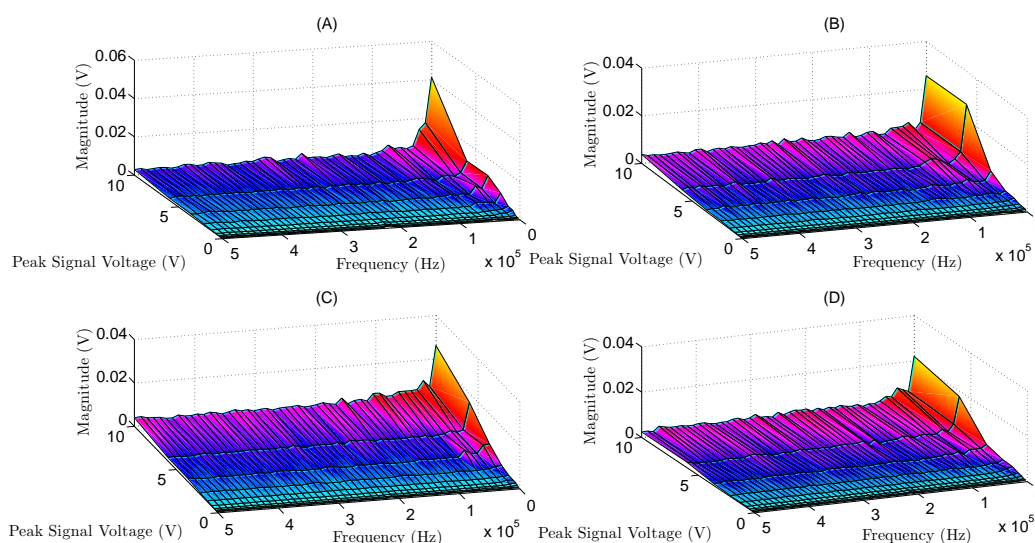 (A)
0.06
0.04
0.02
0
Magnitude (V)
10
5
0
Peak Signal Voltage (V)
5
4
3
2
1
0
x 10^5
Frequency (Hz)
(B)
0.04
0.02
0
Magnitude (V)
10
5
0
Peak Signal Voltage (V)
5
4
3
2
1
x 10^5
Frequency (Hz)
(C)
0.04
0.02
0
Magnitude (V)
10
5
0
Peak Signal Voltage (V)
5
4
3
2
1
0
x 10^5
Frequency (Hz)
(D)
0.04
0.02
0
Magnitude (V)
10
5
0
Peak Signal Voltage (V)
5
4
3
2
1
x 10^5
Frequency (Hz)